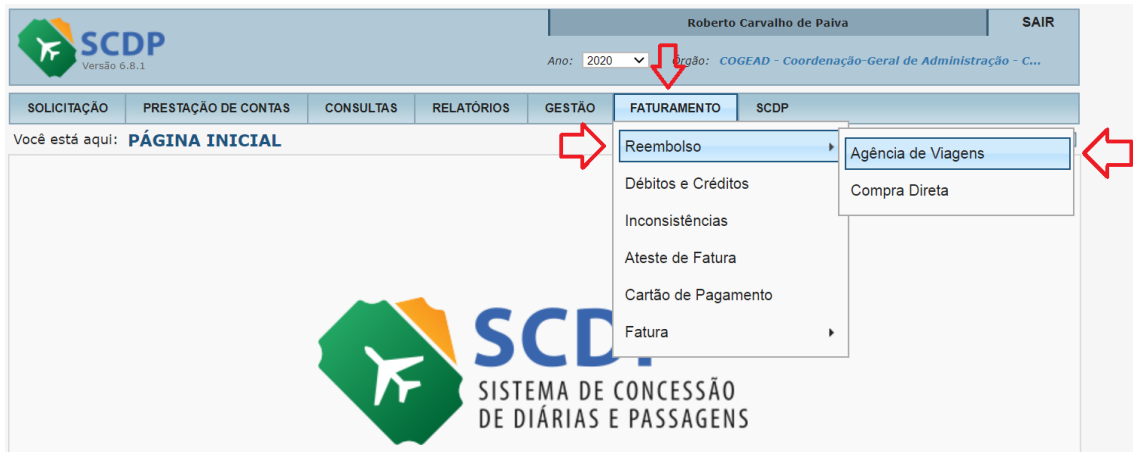 Roberto Carvalho de Paiva
SAIR
SCDP
Versão 6.8.1
Ano: 2020 Órgão: COGEAD - Coordenação-Geral de Administração - C...
SOLICITAÇÃO PRESTAÇÃO DE CONTAS CONSULTAS RELATÓRIOS GESTÃO FATURAMENTO SCDP
Você está aqui: PÁGINA INICIAL
Reembolso
Agência de Viagens
Débitos e Créditos
Compra Direta
Inconsistências
Ateste de Fatura
Cartão de Pagamento
Fatura
SCDP
SISTEMA DE CONCESSÃO
DE DIÁRIAS E PASSAGENS